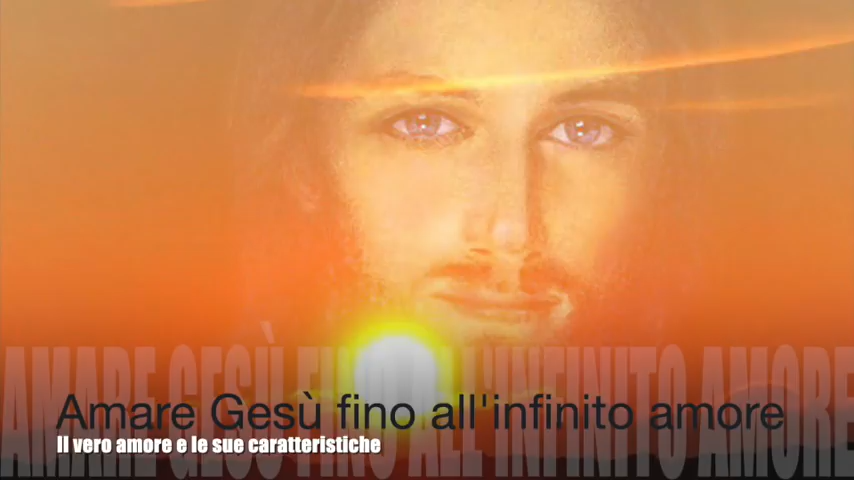 AMARE GESÙ FINO ALL'INFINITO AMORE
Amare Gesù fino all'infinito amore
Il vero amore e le sue caratteristiche